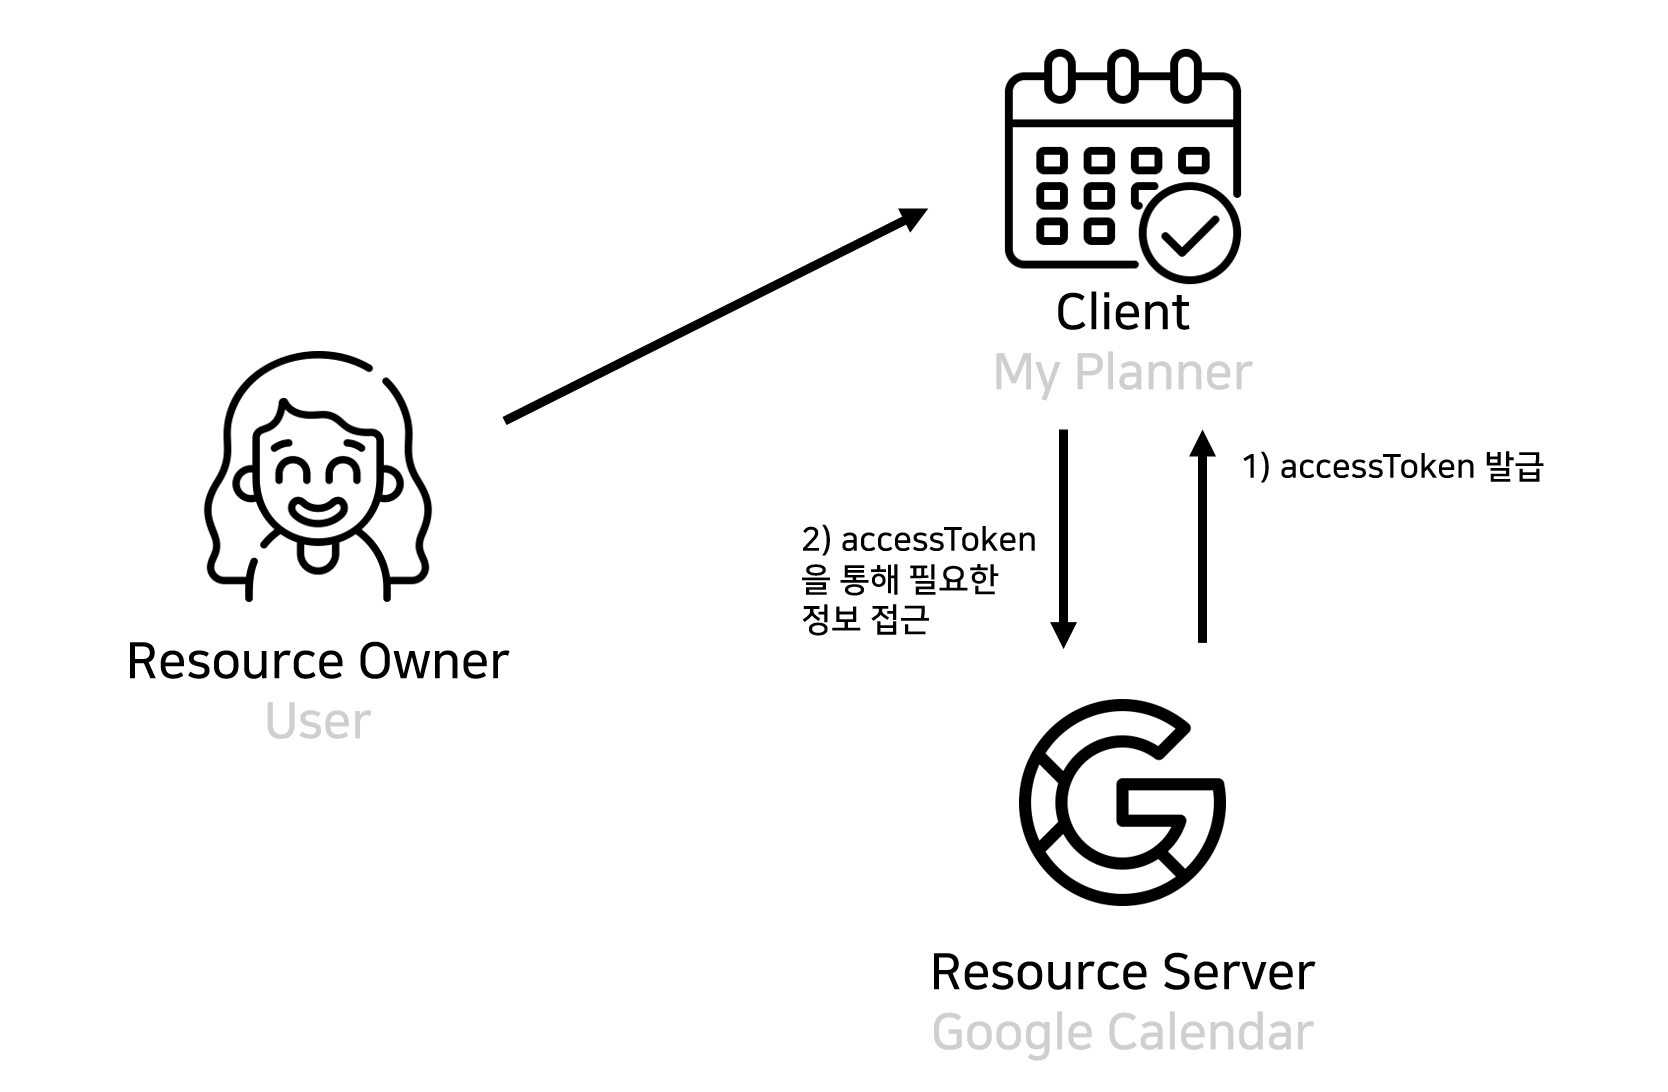 Client
My Planner
1) accessToken 발급
2) accessToken
을 통해 필요한
정보 접근
Resource Owner
User
Resource Server
Google Calendar